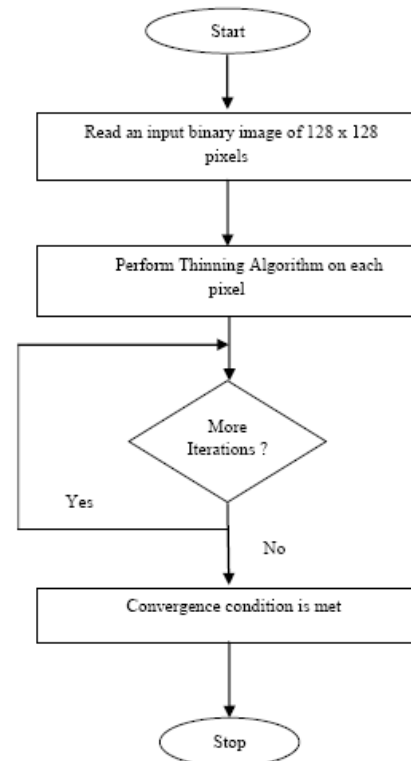 Start
Read an input binary image of 128 x 128
pixels
Perform Thinning Algorithm on each
pixel
More
Iterations ?
Yes
No
Convergence condition is met
Stop